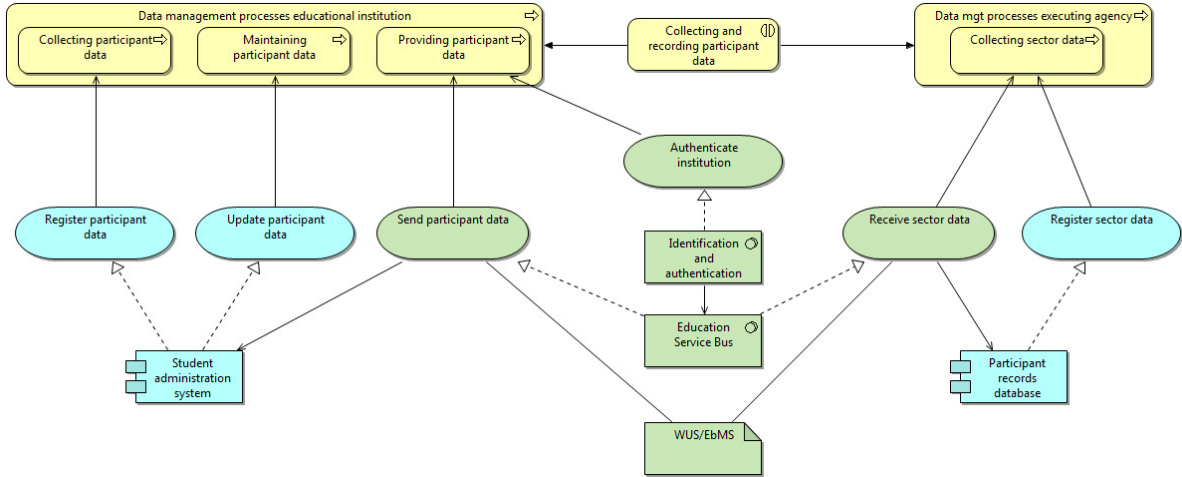 Data management processes educational institution
Collecting participant
data
Maintaining
participant data
Providing participant
data
Collecting and
recording participant
data
Data mgt processes executing agency
Collecting sector data
Authenticate
institution
Register participant
data
Update participant
data
Send participant data
Identification
and
authentication
Receive sector data
Register sector data
Education
Service Bus
Student
administration
system
Participant
records
database
WUS/EbMS